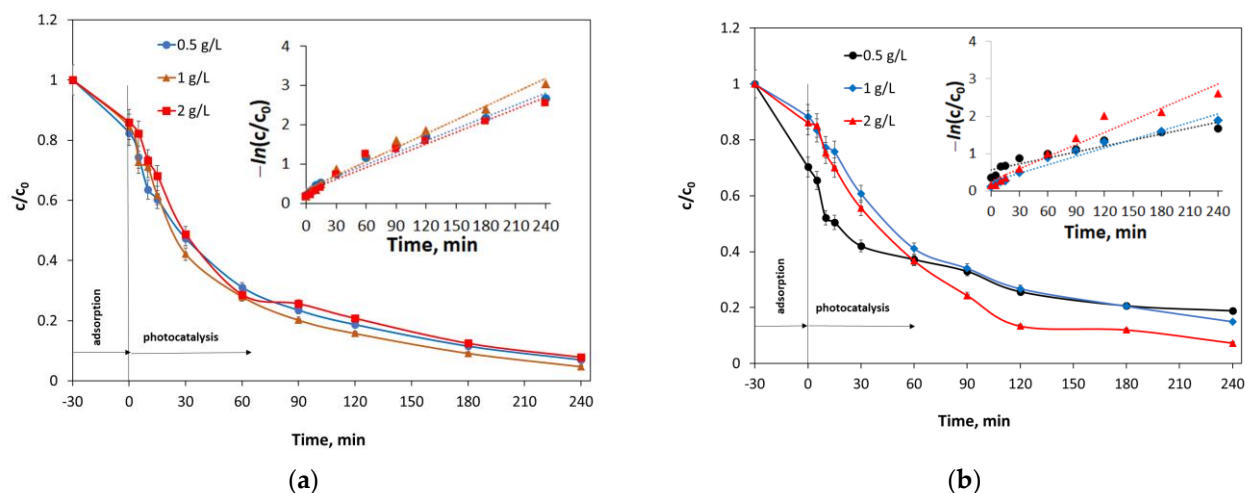 1.2
1
0.8
0.6
0.4
0.2
0
c/c0
-30 0 30 60 90 120 150 180 210 240
Time, min
0.5 g/L
1 g/L
2 g/L
adsorption
photocatalysis
4
3
2
1
0
−ln(c/c0)
0 30 60 90 120 150 180 210 240
Time, min
(a)
1.2
1
0.8
0.6
0.4
0.2
0
c/c0
-30 0 30 60 90 120 150 180 210 240
Time, min
0.5 g/L
1 g/L
2 g/L
adsorption
photocatalysis
4
3
2
1
0
−ln(c/c0)
0 30 60 90 120 150 180 210 240
Time, min
(b)